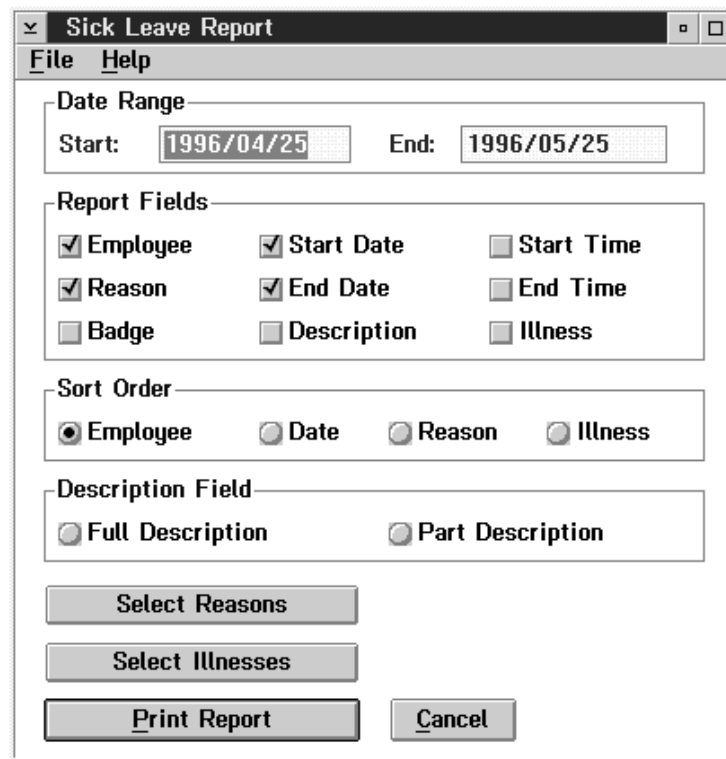 Sick Leave Report
File Help
Date Range
Start: 1996/04/25 End: 1996/05/25
Report Fields
Employee Start Date Start Time
Reason End Date End Time
Badge Description Illness
Sort Order
Employee Date Reason Illness
Description Field
Full Description Part Description
Select Reasons
Select Illnesses
Print Report Cancel